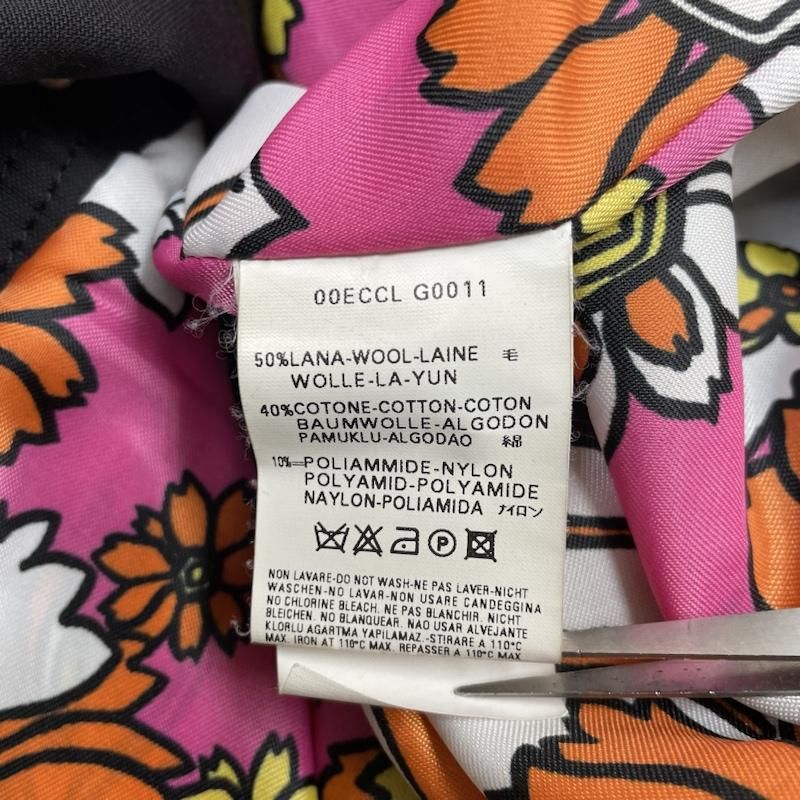 00ECCL G0011
50%LANA-WOOL-LAINE 毛
WOLLE-LA-YUN
40%COTONE-COTTON-COTON
BAUMWOLLE-ALGODON
PAMUKLU-ALGODAO 綿
10%=POLIAMMIDE-NYLON
POLYAMID-POLYAMIDE
NAYLON-POLIAMIDA ナイロン
P
NON LAVARE-DO NOT WASH-NE PAS LAVER-NICHT
WASCHEN-NO LAVAR-NON USARE CANDEGGINA
NO CHLORINE BLEACH. NE PAS BLANCHIR. NICHT
BLEICHEN. NO BLANQUEAR. NAO USAR ALVEJANTE
KLORLU AGARTMA YAPILAMAZ.-STIRARE A 110°C
MAX. IRON AT 110°C MAX. REPASSER A 110°C MAX